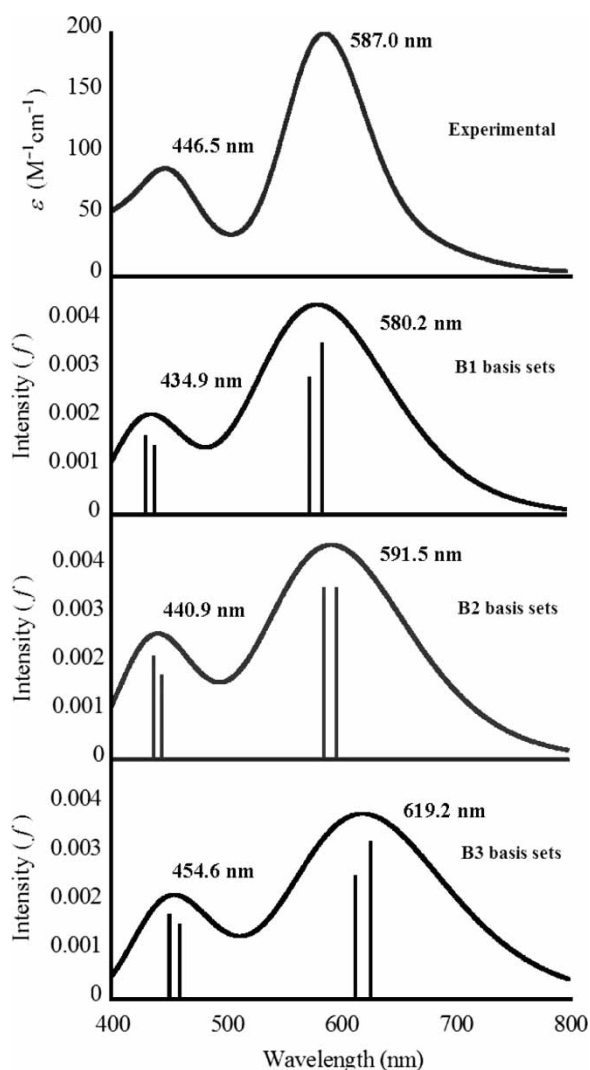 200
587.0 nm
150
446.5 nm
Experimental
100
50
0
ε (M⁻¹cm⁻¹)
0.004
580.2 nm
0.003
434.9 nm
B1 basis sets
0.002
0.001
0
Intensity (f)
0.004
591.5 nm
0.003
440.9 nm
B2 basis sets
0.002
0.001
0
Intensity (f)
0.004
619.2 nm
0.003
454.6 nm
B3 basis sets
0.002
0.001
0
Intensity (f)
400 500 600 700 800
Wavelength (nm)